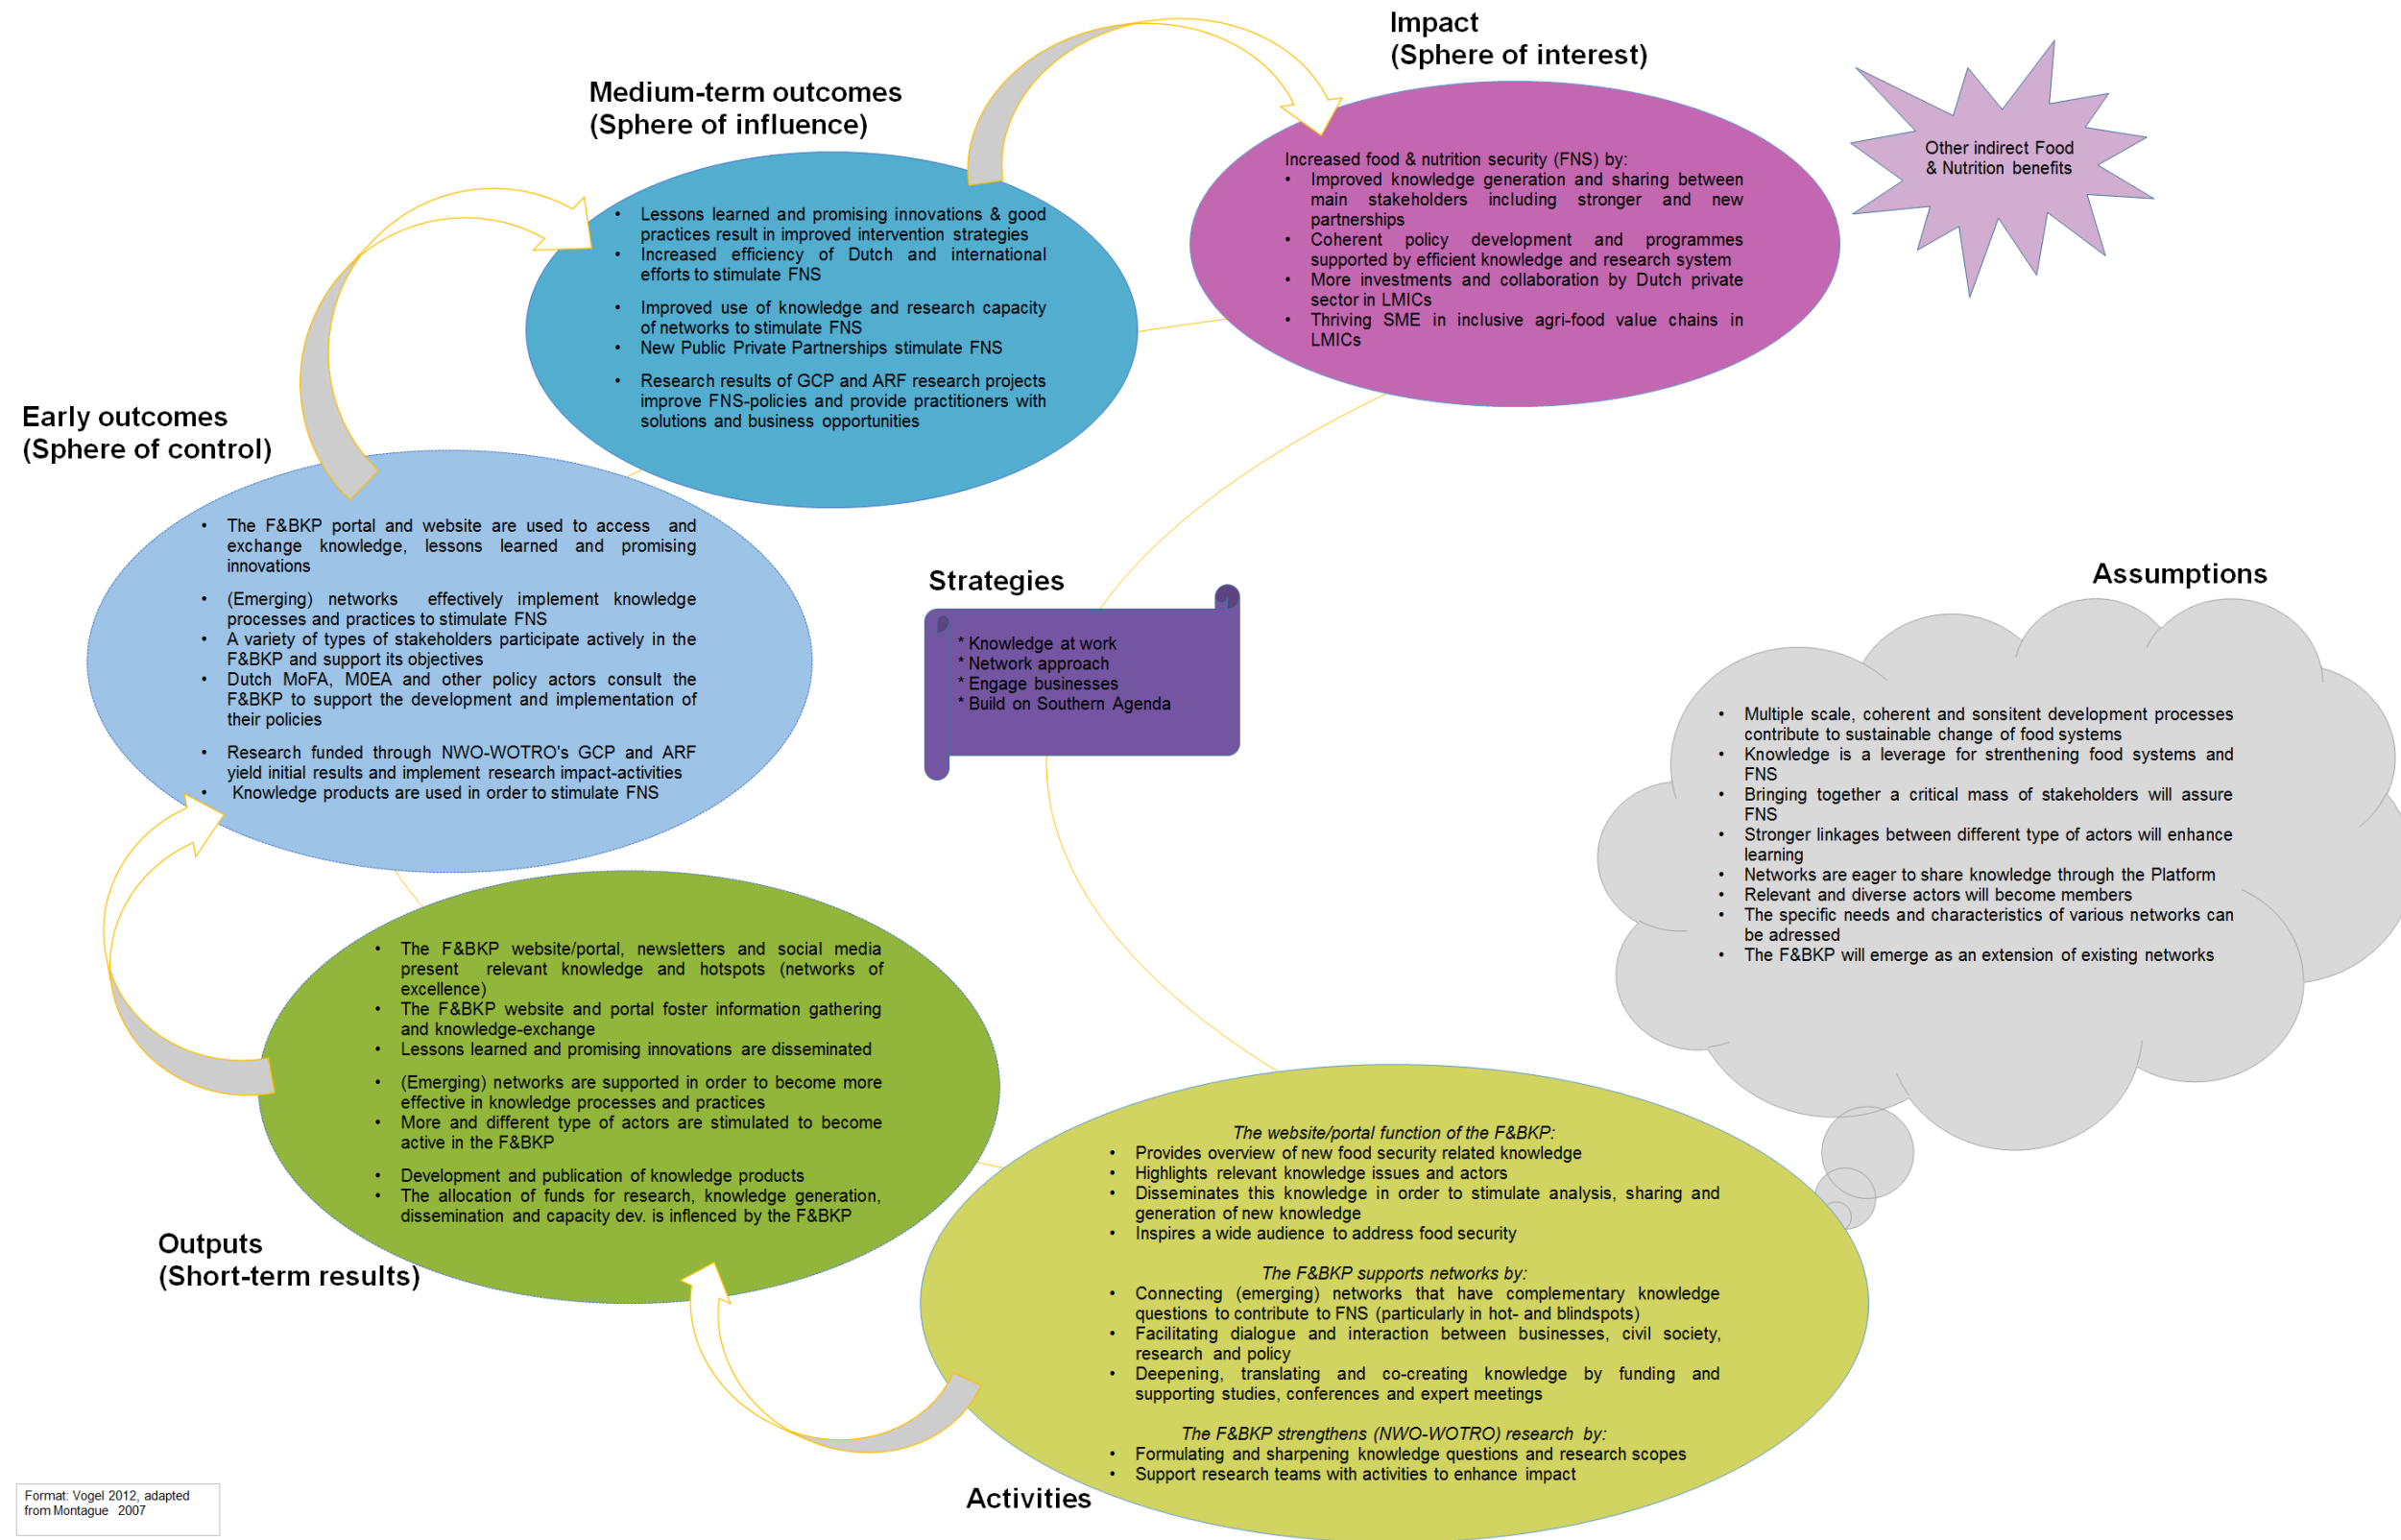 Impact
(Sphere of interest)
Increased food & nutrition security (FNS) by:
• Improved knowledge generation and sharing between
main stakeholders including stronger and new
partnerships
• Coherent policy development and programmes
supported by efficient knowledge and research system
• More investments and collaboration by Dutch private
sector in LMICs
• Thriving SME in inclusive agri-food value chains in
LMICs
Other indirect Food
& Nutrition benefits
Medium-term outcomes
(Sphere of influence)
• Lessons learned and promising innovations & good
practices result in improved intervention strategies
• Increased efficiency of Dutch and international
efforts to stimulate FNS
• Improved use of knowledge and research capacity
of networks to stimulate FNS
• New Public Private Partnerships stimulate FNS
• Research results of GCP and ARF research projects
improve FNS-policies and provide practitioners with
solutions and business opportunities
Early outcomes
(Sphere of control)
• The F&BKP portal and website are used to access and
exchange knowledge, lessons learned and promising
innovations
• (Emerging) networks effectively implement knowledge
processes and practices to stimulate FNS
• A variety of types of stakeholders participate actively in the
F&BKP and support its objectives
• Dutch MoFA, M0EA and other policy actors consult the
F&BKP to support the development and implementation of
their policies
• Research funded through NWO-WOTRO's GCP and ARF
yield initial results and implement research impact-activities
• Knowledge products are used in order to stimulate FNS
Strategies
* Knowledge at work
* Network approach
* Engage businesses
* Build on Southern Agenda
Assumptions
• Multiple scale, coherent and sonsitent development processes
contribute to sustainable change of food systems
• Knowledge is a leverage for strenthening food systems and
FNS
• Bringing together a critical mass of stakeholders will assure
FNS
• Stronger linkages between different type of actors will enhance
learning
• Networks are eager to share knowledge through the Platform
• Relevant and diverse actors will become members
• The specific needs and characteristics of various networks can
be adressed
• The F&BKP will emerge as an extension of existing networks
• The F&BKP website/portal, newsletters and social media
present relevant knowledge and hotspots (networks of
excellence)
• The F&BKP website and portal foster information gathering
and knowledge-exchange
• Lessons learned and promising innovations are disseminated
• (Emerging) networks are supported in order to become more
effective in knowledge processes and practices
• More and different type of actors are stimulated to become
active in the F&BKP
• Development and publication of knowledge products
• The allocation of funds for research, knowledge generation,
dissemination and capacity dev. is inflenced by the F&BKP
Outputs
(Short-term results)
The website/portal function of the F&BKP:
• Provides overview of new food security related knowledge
• Highlights relevant knowledge issues and actors
• Disseminates this knowledge in order to stimulate analysis, sharing and
generation of new knowledge
• Inspires a wide audience to address food security
The F&BKP supports networks by:
• Connecting (emerging) networks that have complementary knowledge
questions to contribute to FNS (particularly in hot- and blindspots)
• Facilitating dialogue and interaction between businesses, civil society,
research and policy
• Deepening, translating and co-creating knowledge by funding and
supporting studies, conferences and expert meetings
The F&BKP strengthens (NWO-WOTRO) research by:
• Formulating and sharpening knowledge questions and research scopes
• Support research teams with activities to enhance impact
Activities
Format: Vogel 2012, adapted
from Montague 2007